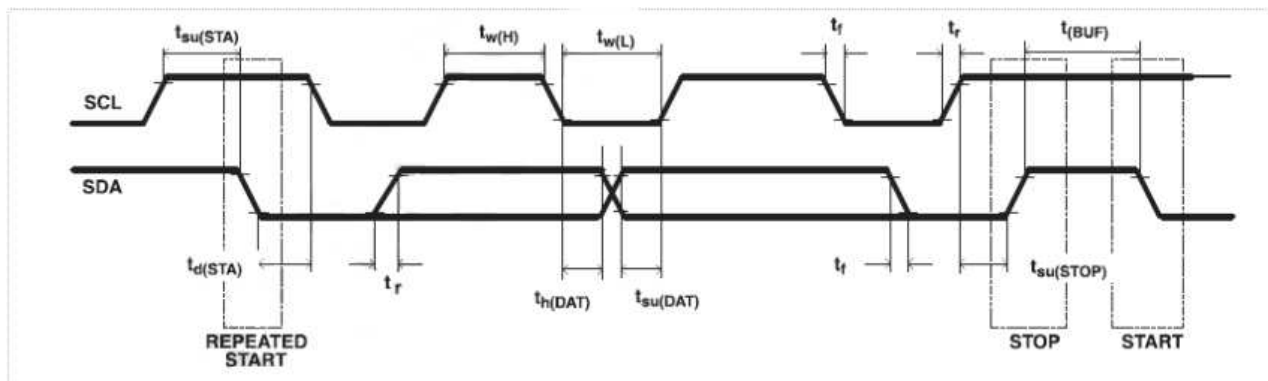 tsu(STA)
tw(H)
tw(L)
tf
tr
t(BUF)
SCL
SDA
td(STA)
tr
th(DAT)
tsu(DAT)
tf
tsu(STOP)
REPEATED
START
STOP
START